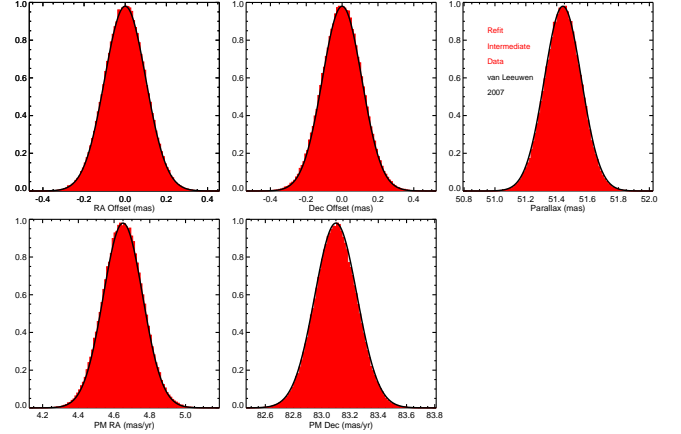 1.0
0.8
0.6
0.4
0.2
0.0
-0.4 -0.2 0.0 0.2 0.4
RA Offset (mas)
1.0
0.8
0.6
0.4
0.2
0.0
-0.4 -0.2 0.0 0.2 0.4
Dec Offset (mas)
1.0
0.8
0.6
0.4
0.2
0.0
Refit
Intermediate
Data
van Leeuwen
2007
50.8 51.0 51.2 51.4 51.6 51.8 52.0
Parallax (mas)
1.0
0.8
0.6
0.4
0.2
0.0
4.2 4.4 4.6 4.8 5.0
PM RA (mas/yr)
1.0
0.8
0.6
0.4
0.2
0.0
82.6 82.8 83.0 83.2 83.4 83.6 83.8
PM Dec (mas/yr)